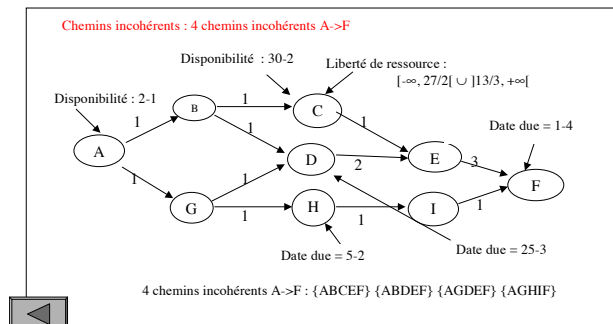 Chemins incohérents : 4 chemins incohérents A->F
Disponibilité : 30-2
Liberté de ressource :
[-∞, 27/2[ ∪ ]13/3, +∞[
Disponibilité : 2-1
Date due = 1-4
A
B
C
D
E
F
G
H
I
1
1
1
1
1
1
1
2
3
1
1
Date due = 5-2
Date due = 25-3
4 chemins incohérents A->F : {ABCEF} {ABDEF} {AGDEF} {AGHIF}